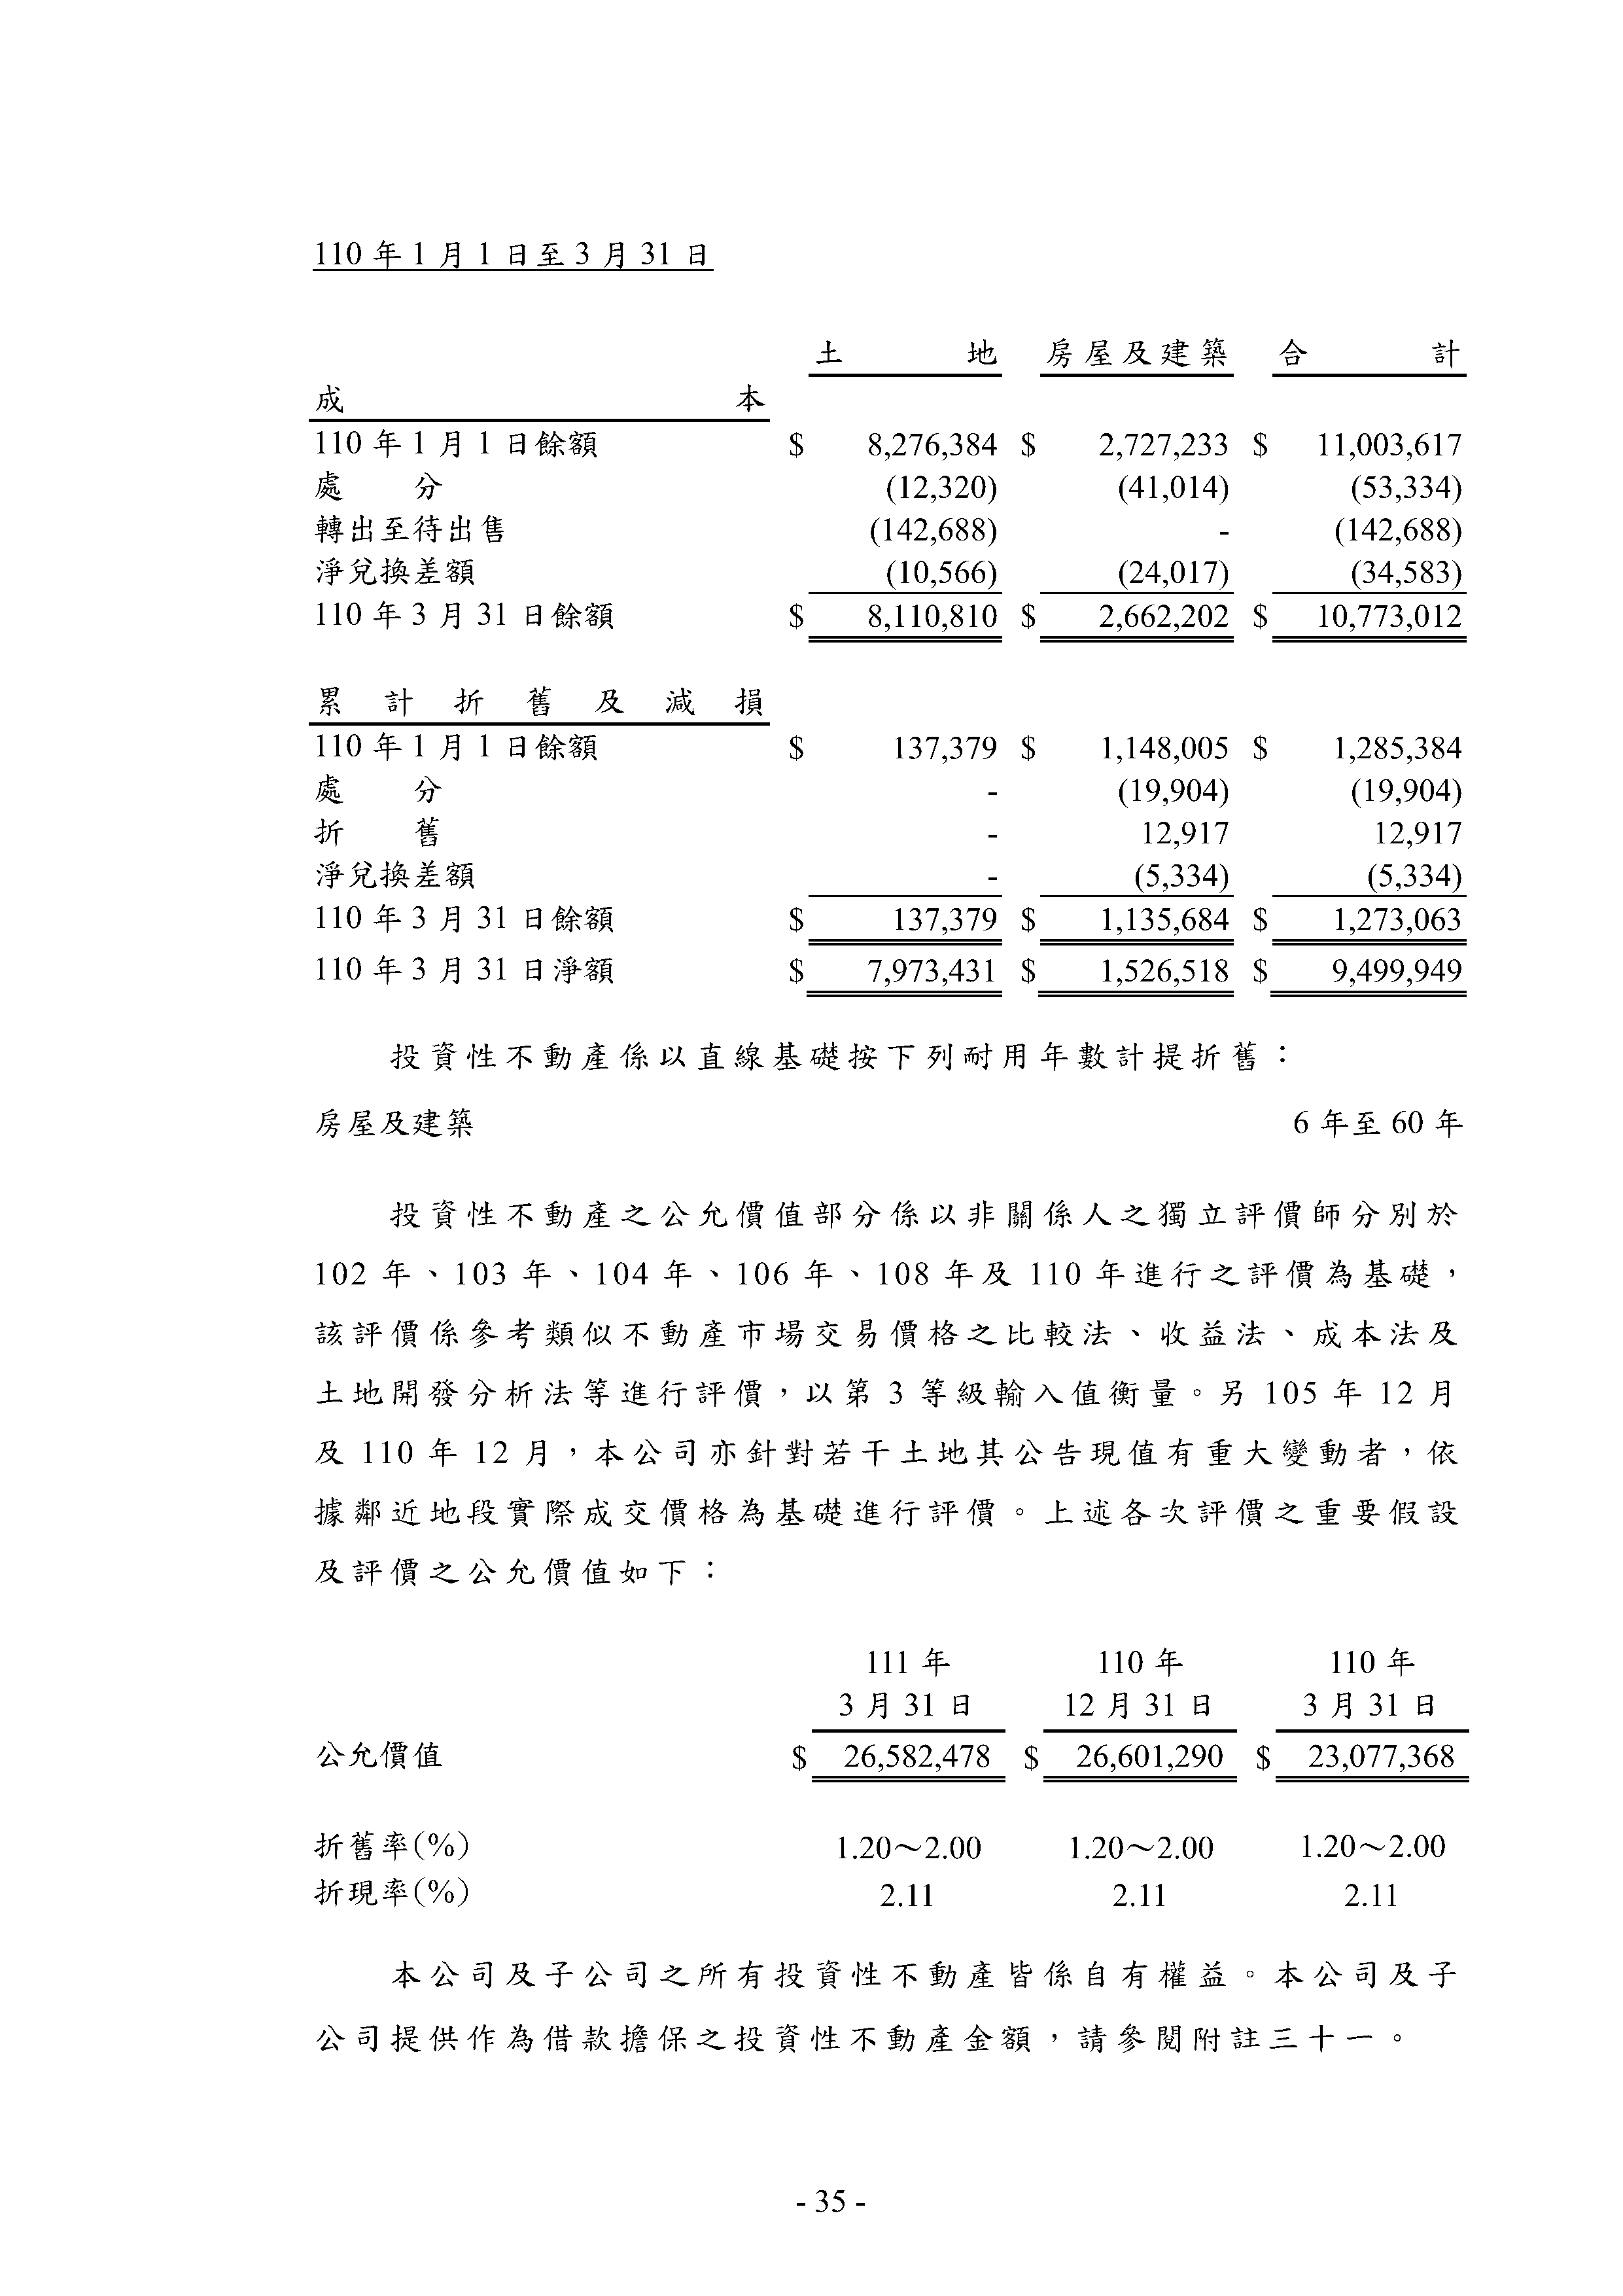 110 年 1 月 1 日至 3 月 31 日
土地 房屋及建築 合計
成本
110 年 1 月 1 日餘額 $ 8,276,384 $ 2,727,233 $ 11,003,617
處分 (12,320) (41,014) (53,334)
轉出至待出售 (142,688) - (142,688)
淨兌換差額 (10,566) (24,017) (34,583)
110 年 3 月 31 日餘額 $ 8,110,810 $ 2,662,202 $ 10,773,012
累計折舊及減損
110 年 1 月 1 日餘額 $ 137,379 $ 1,148,005 $ 1,285,384
處分 - (19,904) (19,904)
折舊 - 12,917 12,917
淨兌換差額 - (5,334) (5,334)
110 年 3 月 31 日餘額 $ 137,379 $ 1,135,684 $ 1,273,063
110 年 3 月 31 日淨額 $ 7,973,431 $ 1,526,518 $ 9,499,949
投資性不動產係以直線基礎按下列耐用年數計提折舊：
房屋及建築 6 年至 60 年
投資性不動產之公允價值部分係以非關係人之獨立評價師分別於
102 年、103 年、104 年、106 年、108 年及 110 年進行之評價為基礎，
該評價係參考類似不動產市場交易價格之比較法、收益法、成本法及
土地開發分析法等進行評價，以第 3 等級輸入值衡量。另 105 年 12 月
及 110 年 12 月，本公司亦針對若干土地其公告現值有重大變動者，依
據鄰近地段實際成交價格為基礎進行評價。上述各次評價之重要假設
及評價之公允價值如下：
111 年 110 年 110 年
3 月 31 日 12 月 31 日 3 月 31 日
公允價值 $ 26,582,478 $ 26,601,290 $ 23,077,368
折舊率(%) 1.20～2.00 1.20～2.00 1.20～2.00
折現率(%) 2.11 2.11 2.11
本公司及子公司之所有投資性不動產皆係自有權益。本公司及子
公司提供作為借款擔保之投資性不動產金額，請參閱附註三十一。
- 35 -